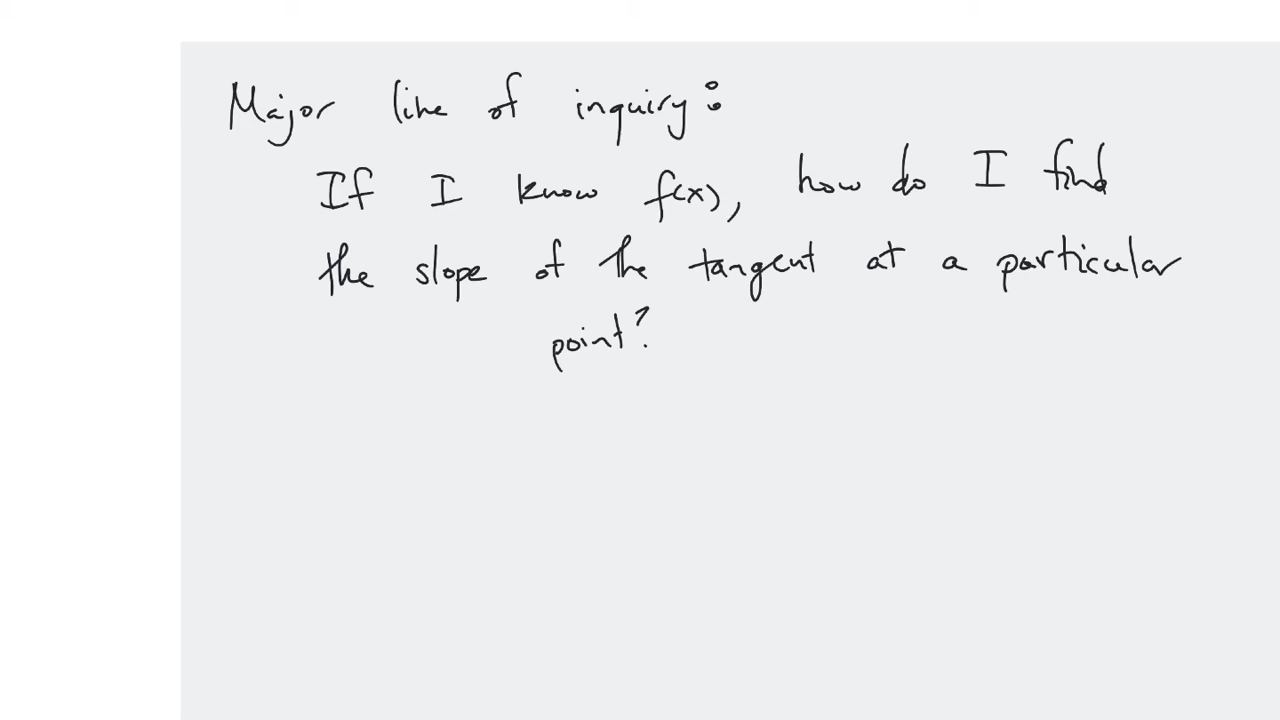 Major line of inquiry:
If I know f(x), how do I find
the slope of the tangent at a particular
point?